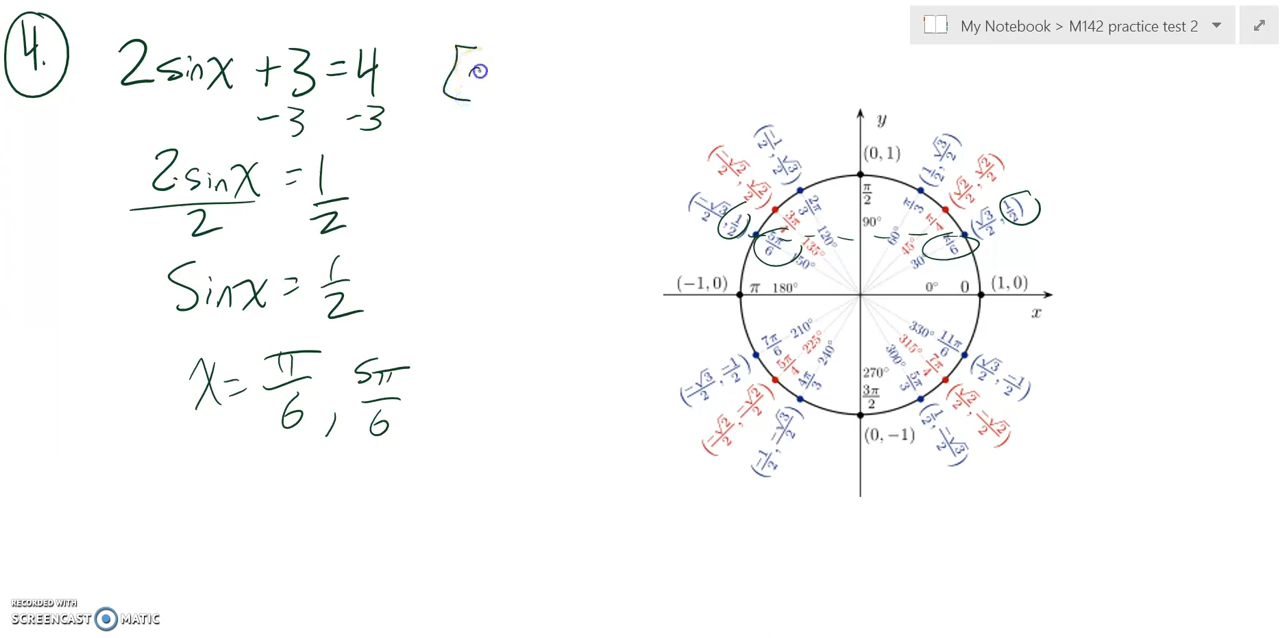 My Notebook > M142 practice test 2
4.
2sinx + 3 = 4 [0
-3 -3
2·sinx/2 = 1/2
Sinx = 1/2
x = π/6, 5π/6
y
(0, 1)
(-1/2, √3/2) (1/2, √3/2)
(-√2/2, √2/2) (√2/2, √2/2)
(-√3/2, 1/2) (√3/2, 1/2)
π/2
90°
2π/3 π/3
120° 60°
3π/4 π/4
135° 45°
5π/6 π/6
150° 30°
(-1, 0) π 180° 0° 0 (1, 0)
x
7π/6 210° 330° 11π/6
5π/4 225° 315° 7π/4
4π/3 240° 300° 5π/3
270°
3π/2
(-√3/2, -1/2) (√3/2, -1/2)
(-√2/2, -√2/2) (√2/2, -√2/2)
(-1/2, -√3/2) (1/2, -√3/2)
(0, -1)
RECORDED WITH
SCREENCAST MATIC